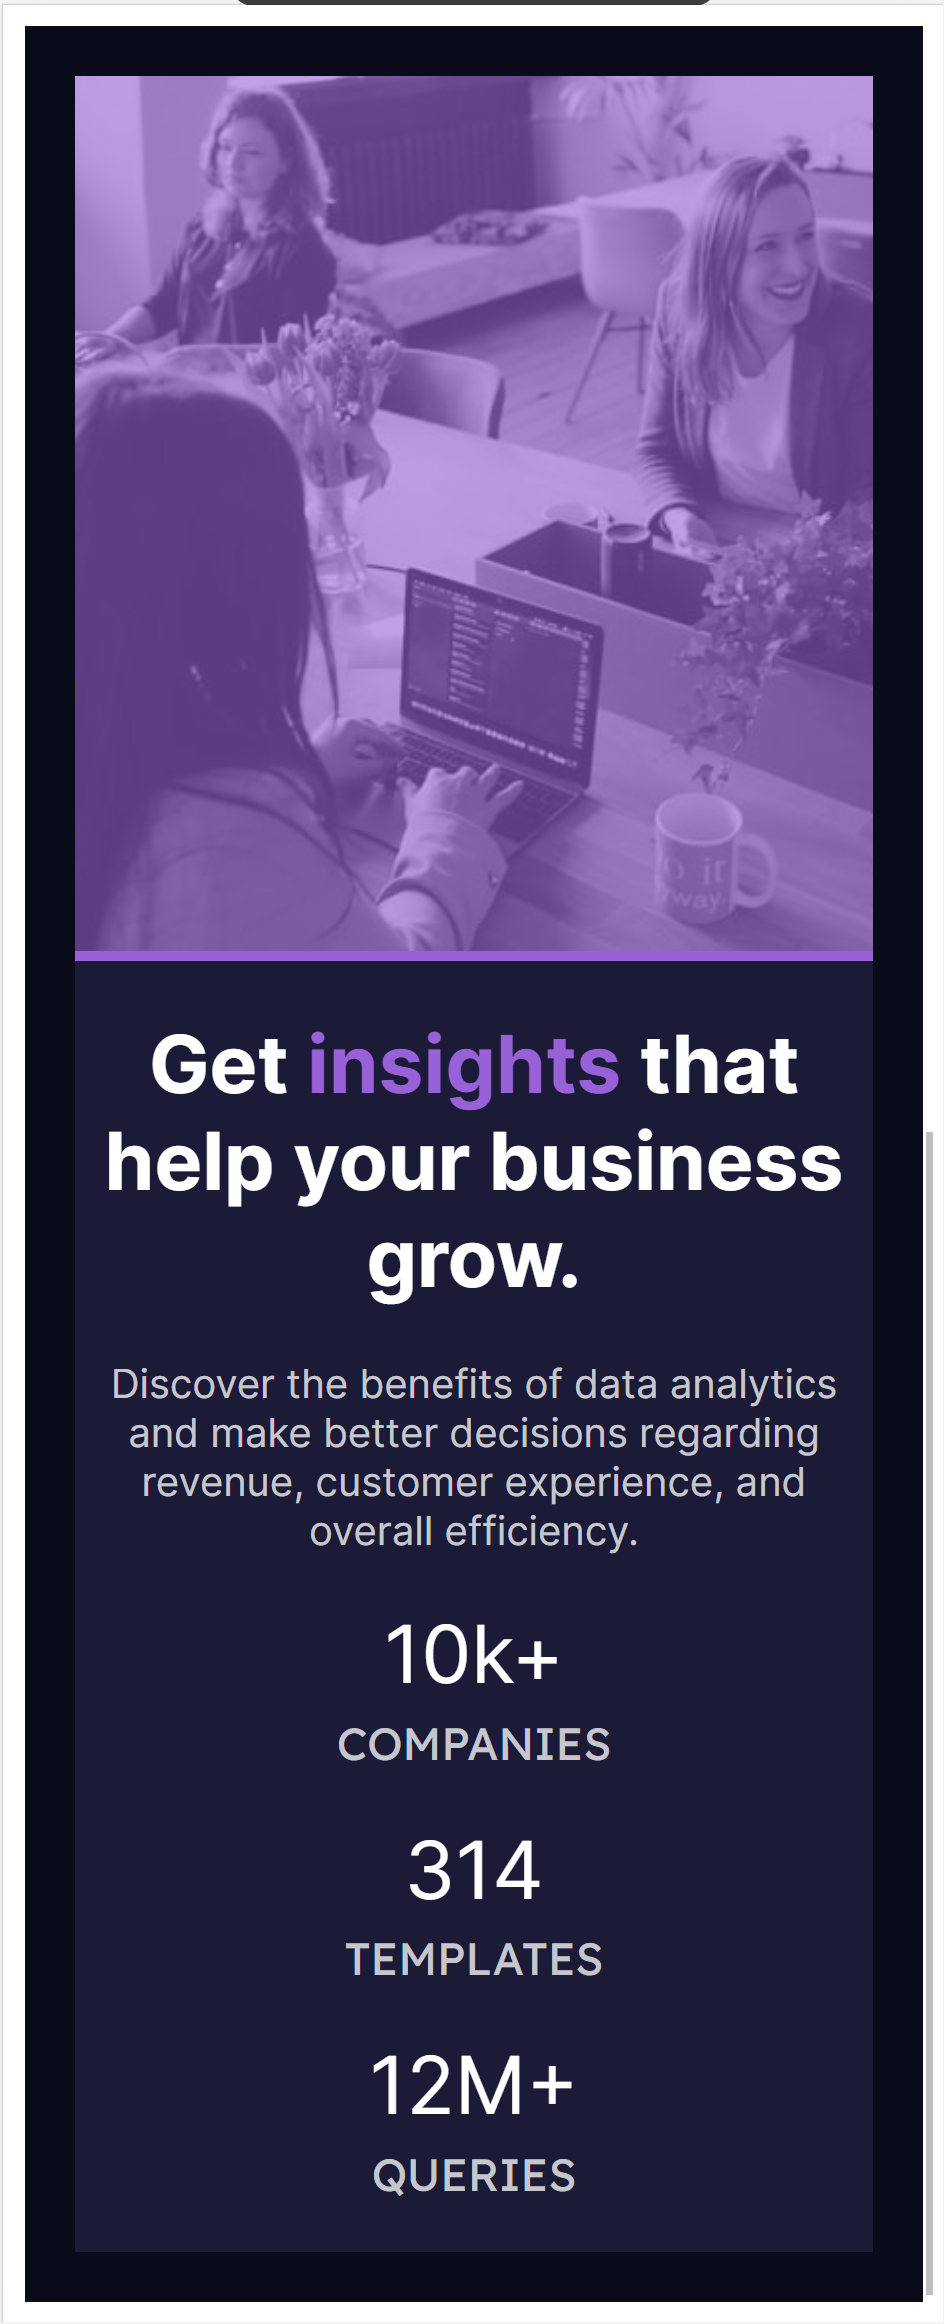 Get insights that
help your business
grow.
Discover the benefits of data analytics
and make better decisions regarding
revenue, customer experience, and
overall efficiency.
10k+
COMPANIES
314
TEMPLATES
12M+
QUERIES